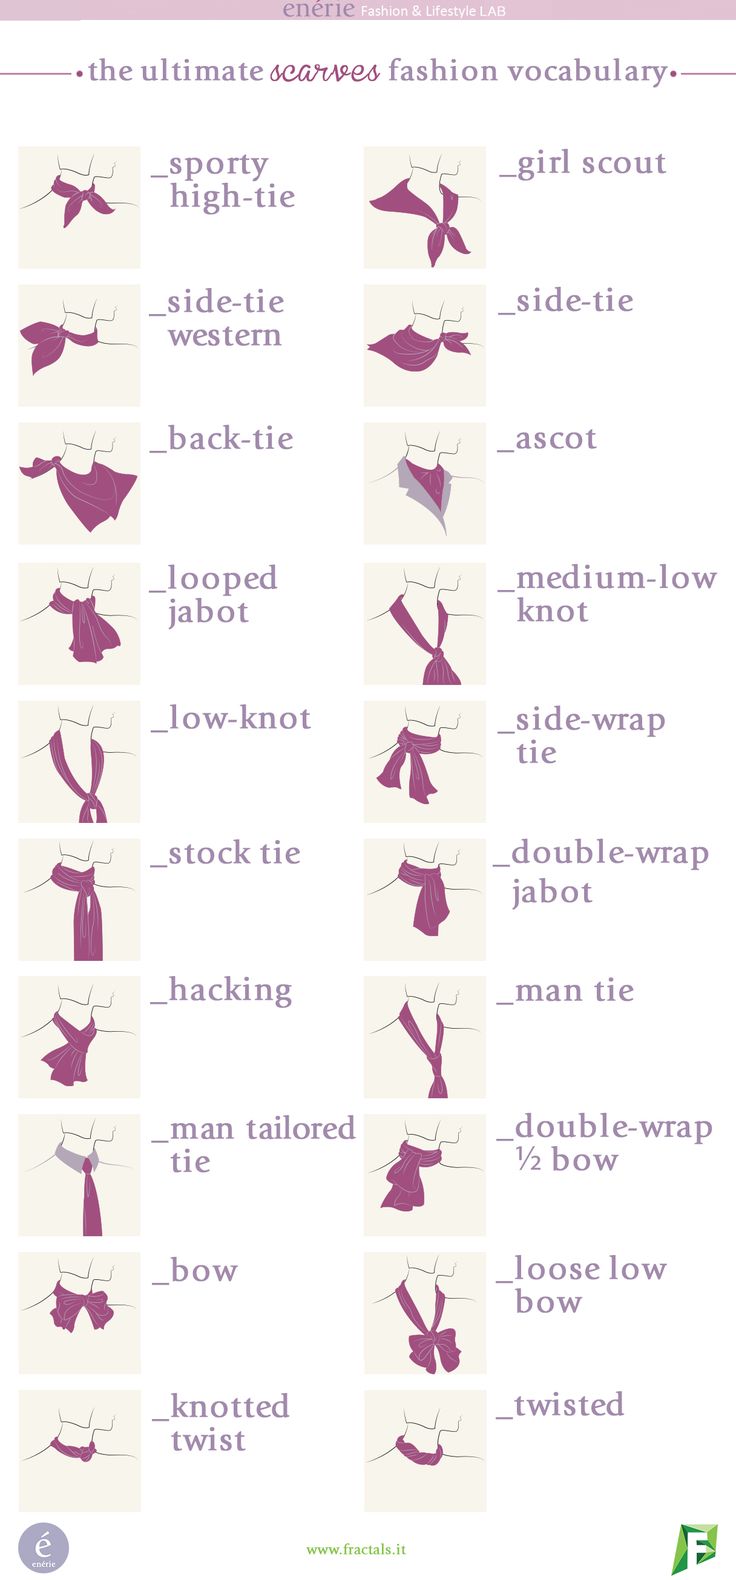 enérie Fashion & Lifestyle LAB
the ultimate scarves fashion vocabulary
_sporty
high-tie
_girl scout
_side-tie
western
_side-tie
_back-tie
_ascot
_looped
jabot
_medium-low
knot
_low-knot
_side-wrap
tie
_stock tie
_double-wrap
jabot
_hacking
_man tie
_man tailored
tie
_double-wrap
½ bow
_bow
_loose low
bow
_knotted
twist
_twisted
é
enérie
www.fractals.it
F